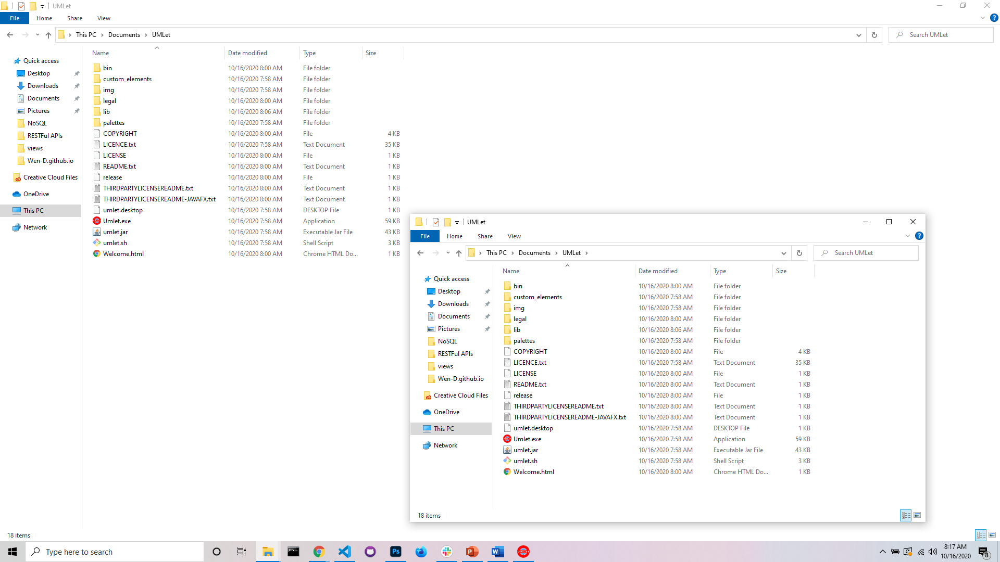 UMLet
File Home Share View
This PC Documents UMLet Search UMLet
Name Date modified Type Size
Quick access
Desktop
Downloads
Documents
Pictures
NoSQL
RESTFul APIs
views
Wen-D.github.io
Creative Cloud Files
OneDrive
This PC
Network
bin 10/16/2020 8:00 AM File folder
custom_elements 10/16/2020 7:58 AM File folder
img 10/16/2020 7:58 AM File folder
legal 10/16/2020 8:00 AM File folder
lib 10/16/2020 8:06 AM File folder
palettes 10/16/2020 7:58 AM File folder
COPYRIGHT 10/16/2020 8:00 AM File 4 KB
LICENCE.txt 10/16/2020 7:58 AM Text Document 35 KB
LICENSE 10/16/2020 8:00 AM File 1 KB
README.txt 10/16/2020 8:00 AM Text Document 1 KB
release 10/16/2020 8:00 AM File 1 KB
THIRDPARTYLICENSEREADME.txt 10/16/2020 8:00 AM Text Document 1 KB
THIRDPARTYLICENSEREADME-JAVAFX.txt 10/16/2020 8:00 AM Text Document 1 KB
umlet.desktop 10/16/2020 7:58 AM DESKTOP File 1 KB
Umlet.exe 10/16/2020 7:58 AM Application 59 KB
umlet.jar 10/16/2020 7:58 AM Executable Jar File 43 KB
umlet.sh 10/16/2020 7:58 AM Shell Script 3 KB
Welcome.html 10/16/2020 8:00 AM Chrome HTML Do... 1 KB
18 items
UMLet
File Home Share View
This PC Documents UMLet Search UMLet
Name Date modified Type Size
Quick access
Desktop
Downloads
Documents
Pictures
NoSQL
RESTFul APIs
views
Wen-D.github.io
Creative Cloud Files
OneDrive
This PC
Network
bin 10/16/2020 8:00 AM File folder
custom_elements 10/16/2020 7:58 AM File folder
img 10/16/2020 7:58 AM File folder
legal 10/16/2020 8:00 AM File folder
lib 10/16/2020 8:06 AM File folder
palettes 10/16/2020 7:58 AM File folder
COPYRIGHT 10/16/2020 8:00 AM File 4 KB
LICENCE.txt 10/16/2020 7:58 AM Text Document 35 KB
LICENSE 10/16/2020 8:00 AM File 1 KB
README.txt 10/16/2020 8:00 AM Text Document 1 KB
release 10/16/2020 8:00 AM File 1 KB
THIRDPARTYLICENSEREADME.txt 10/16/2020 8:00 AM Text Document 1 KB
THIRDPARTYLICENSEREADME-JAVAFX.txt 10/16/2020 8:00 AM Text Document 1 KB
umlet.desktop 10/16/2020 7:58 AM DESKTOP File 1 KB
Umlet.exe 10/16/2020 7:58 AM Application 59 KB
umlet.jar 10/16/2020 7:58 AM Executable Jar File 43 KB
umlet.sh 10/16/2020 7:58 AM Shell Script 3 KB
Welcome.html 10/16/2020 8:00 AM Chrome HTML Do... 1 KB
18 items
Type here to search
Ps
8:17 AM
10/16/2020
8